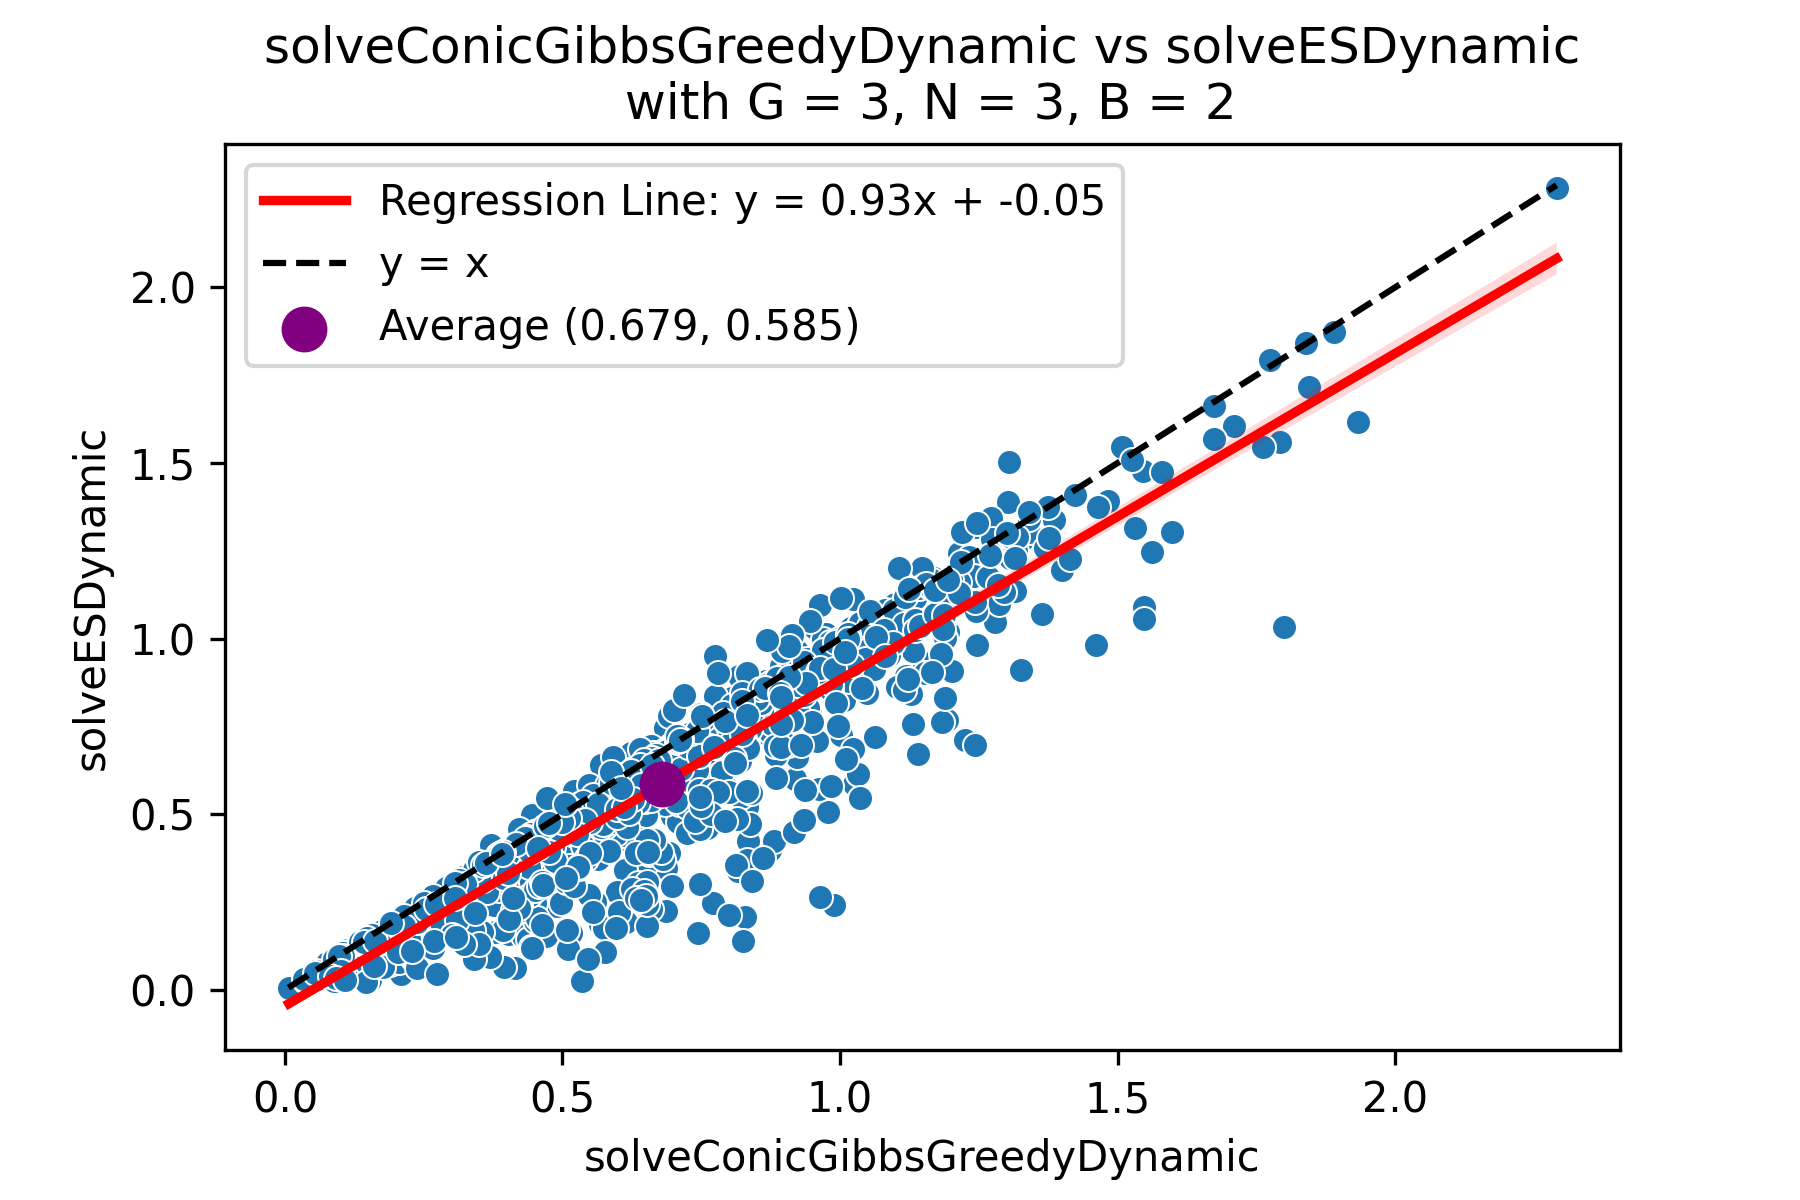 solveConicGibbsGreedyDynamic vs solveESDynamic
with G = 3, N = 3, B = 2
Regression Line: y = 0.93x + -0.05
y = x
Average (0.679, 0.585)
solveESDynamic
2.0
1.5
1.0
0.5
0.0
0.0 0.5 1.0 1.5 2.0
solveConicGibbsGreedyDynamic